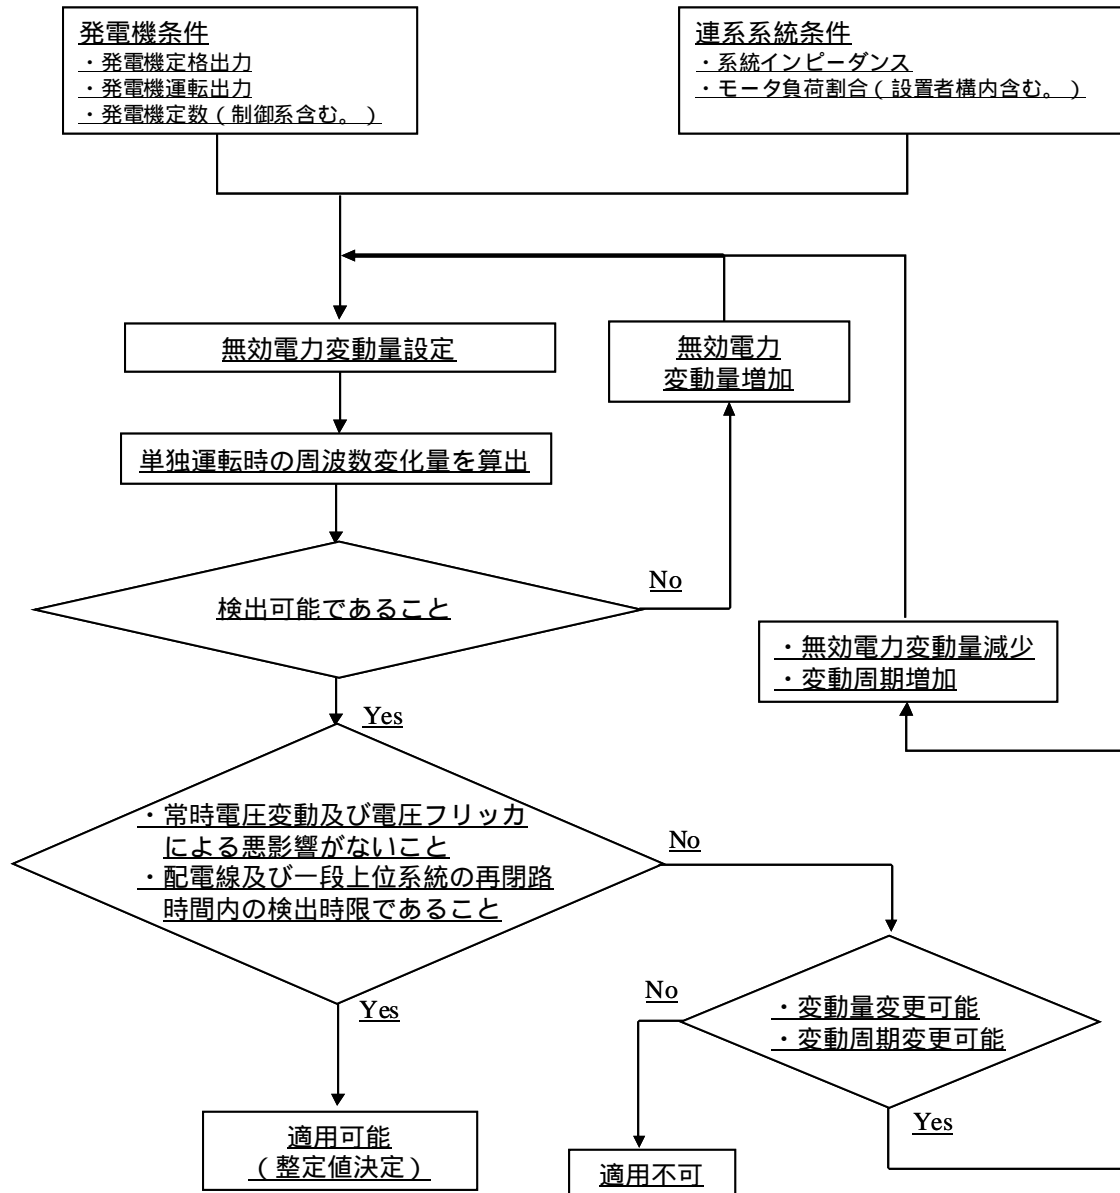 発電機条件
・発電機定格出力
・発電機運転出力
・発電機定数（制御系含む。）
連系系統条件
・系統インピーダンス
・モータ負荷割合（設置者構内含む。）
無効電力変動量設定
無効電力
変動量増加
単独運転時の周波数変化量を算出
検出可能であること
No
・無効電力変動量減少
・変動周期増加
Yes
・常時電圧変動及び電圧フリッカ
による悪影響がないこと
・配電線及び一段上位系統の再閉路
時間内の検出時限であること
No
Yes
・変動量変更可能
・変動周期変更可能
No
Yes
適用可能
（整定値決定）
適用不可